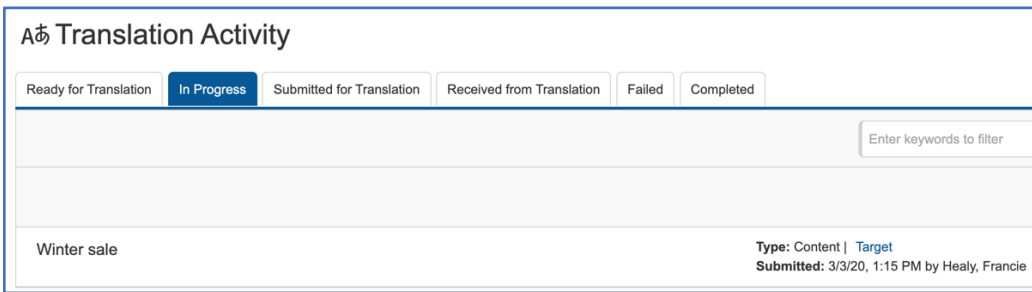 Aあ Translation Activity
Ready for Translation In Progress Submitted for Translation Received from Translation Failed Completed
Enter keywords to filter
Winter sale
Type: Content | Target
Submitted: 3/3/20, 1:15 PM by Healy, Francie